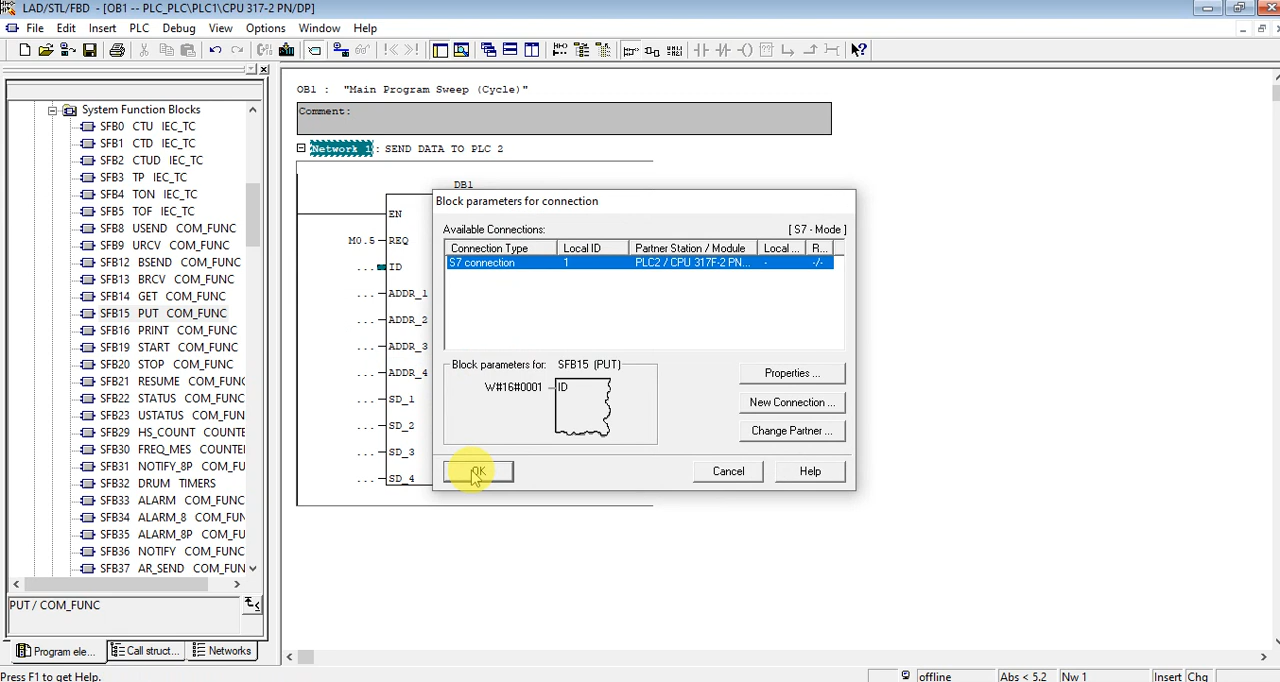 LAD/STL/FBD - [OB1 -- PLC_PLC\PLC1\CPU 317-2 PN/DP]
File Edit Insert PLC Debug View Options Window Help
System Function Blocks
SFB0 CTU IEC_TC
SFB1 CTD IEC_TC
SFB2 CTUD IEC_TC
SFB3 TP IEC_TC
SFB4 TON IEC_TC
SFB5 TOF IEC_TC
SFB8 USEND COM_FUNC
SFB9 URCV COM_FUNC
SFB12 BSEND COM_FUNC
SFB13 BRCV COM_FUNC
SFB14 GET COM_FUNC
SFB15 PUT COM_FUNC
SFB16 PRINT COM_FUNC
SFB19 START COM_FUNC
SFB20 STOP COM_FUNC
SFB21 RESUME COM_FUNC
SFB22 STATUS COM_FUNC
SFB23 USTATUS COM_FUNC
SFB29 HS_COUNT COUNTE
SFB30 FREQ_MES COUNTE
SFB31 NOTIFY_8P COM_FUN
SFB32 DRUM TIMERS
SFB33 ALARM COM_FUNC
SFB34 ALARM_8 COM_FUN
SFB35 ALARM_8P COM_FUN
SFB36 NOTIFY COM_FUNC
SFB37 AR_SEND COM_FUN
PUT / COM_FUNC
Program ele... Call struct... Networks
OB1 : "Main Program Sweep (Cycle)"
Comment:
Network 1 : SEND DATA TO PLC 2
DB1
EN
M0.5 REQ
... ID
... ADDR_1
... ADDR_2
... ADDR_3
... ADDR_4
... SD_1
... SD_2
... SD_3
... SD_4
Block parameters for connection
Available Connections: [ S7 - Mode ]
Connection Type Local ID Partner Station / Module Local ... R...
S7 connection 1 PLC2 / CPU 317F-2 PN... - -/-
Block parameters for: SFB15 (PUT)
W#16#0001 ID
Properties ...
New Connection ...
Change Partner ...
OK Cancel Help
Press F1 to get Help. offline Abs < 5.2 Nw 1 Insert Chg